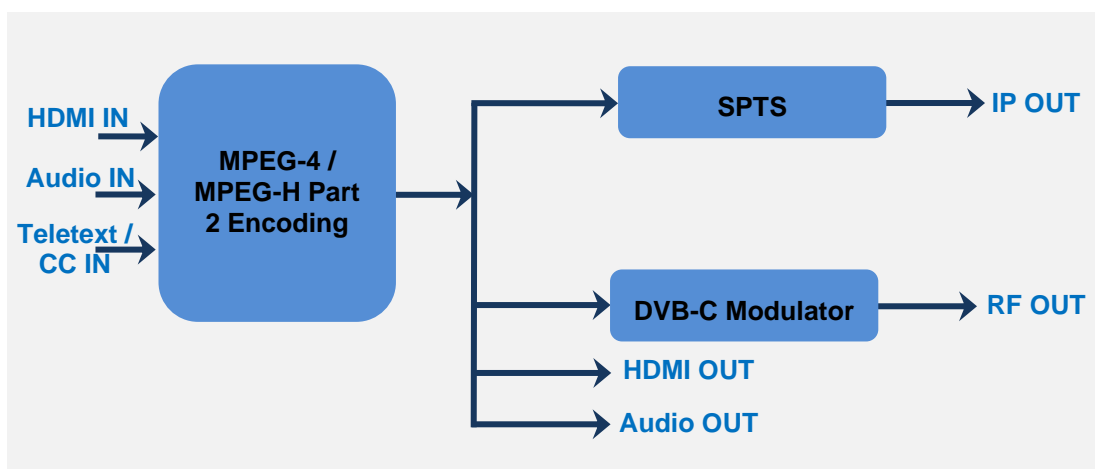 HDMI IN
Audio IN
Teletext /
CC IN
MPEG-4 /
MPEG-H Part
2 Encoding
SPTS
IP OUT
DVB-C Modulator
RF OUT
HDMI OUT
Audio OUT